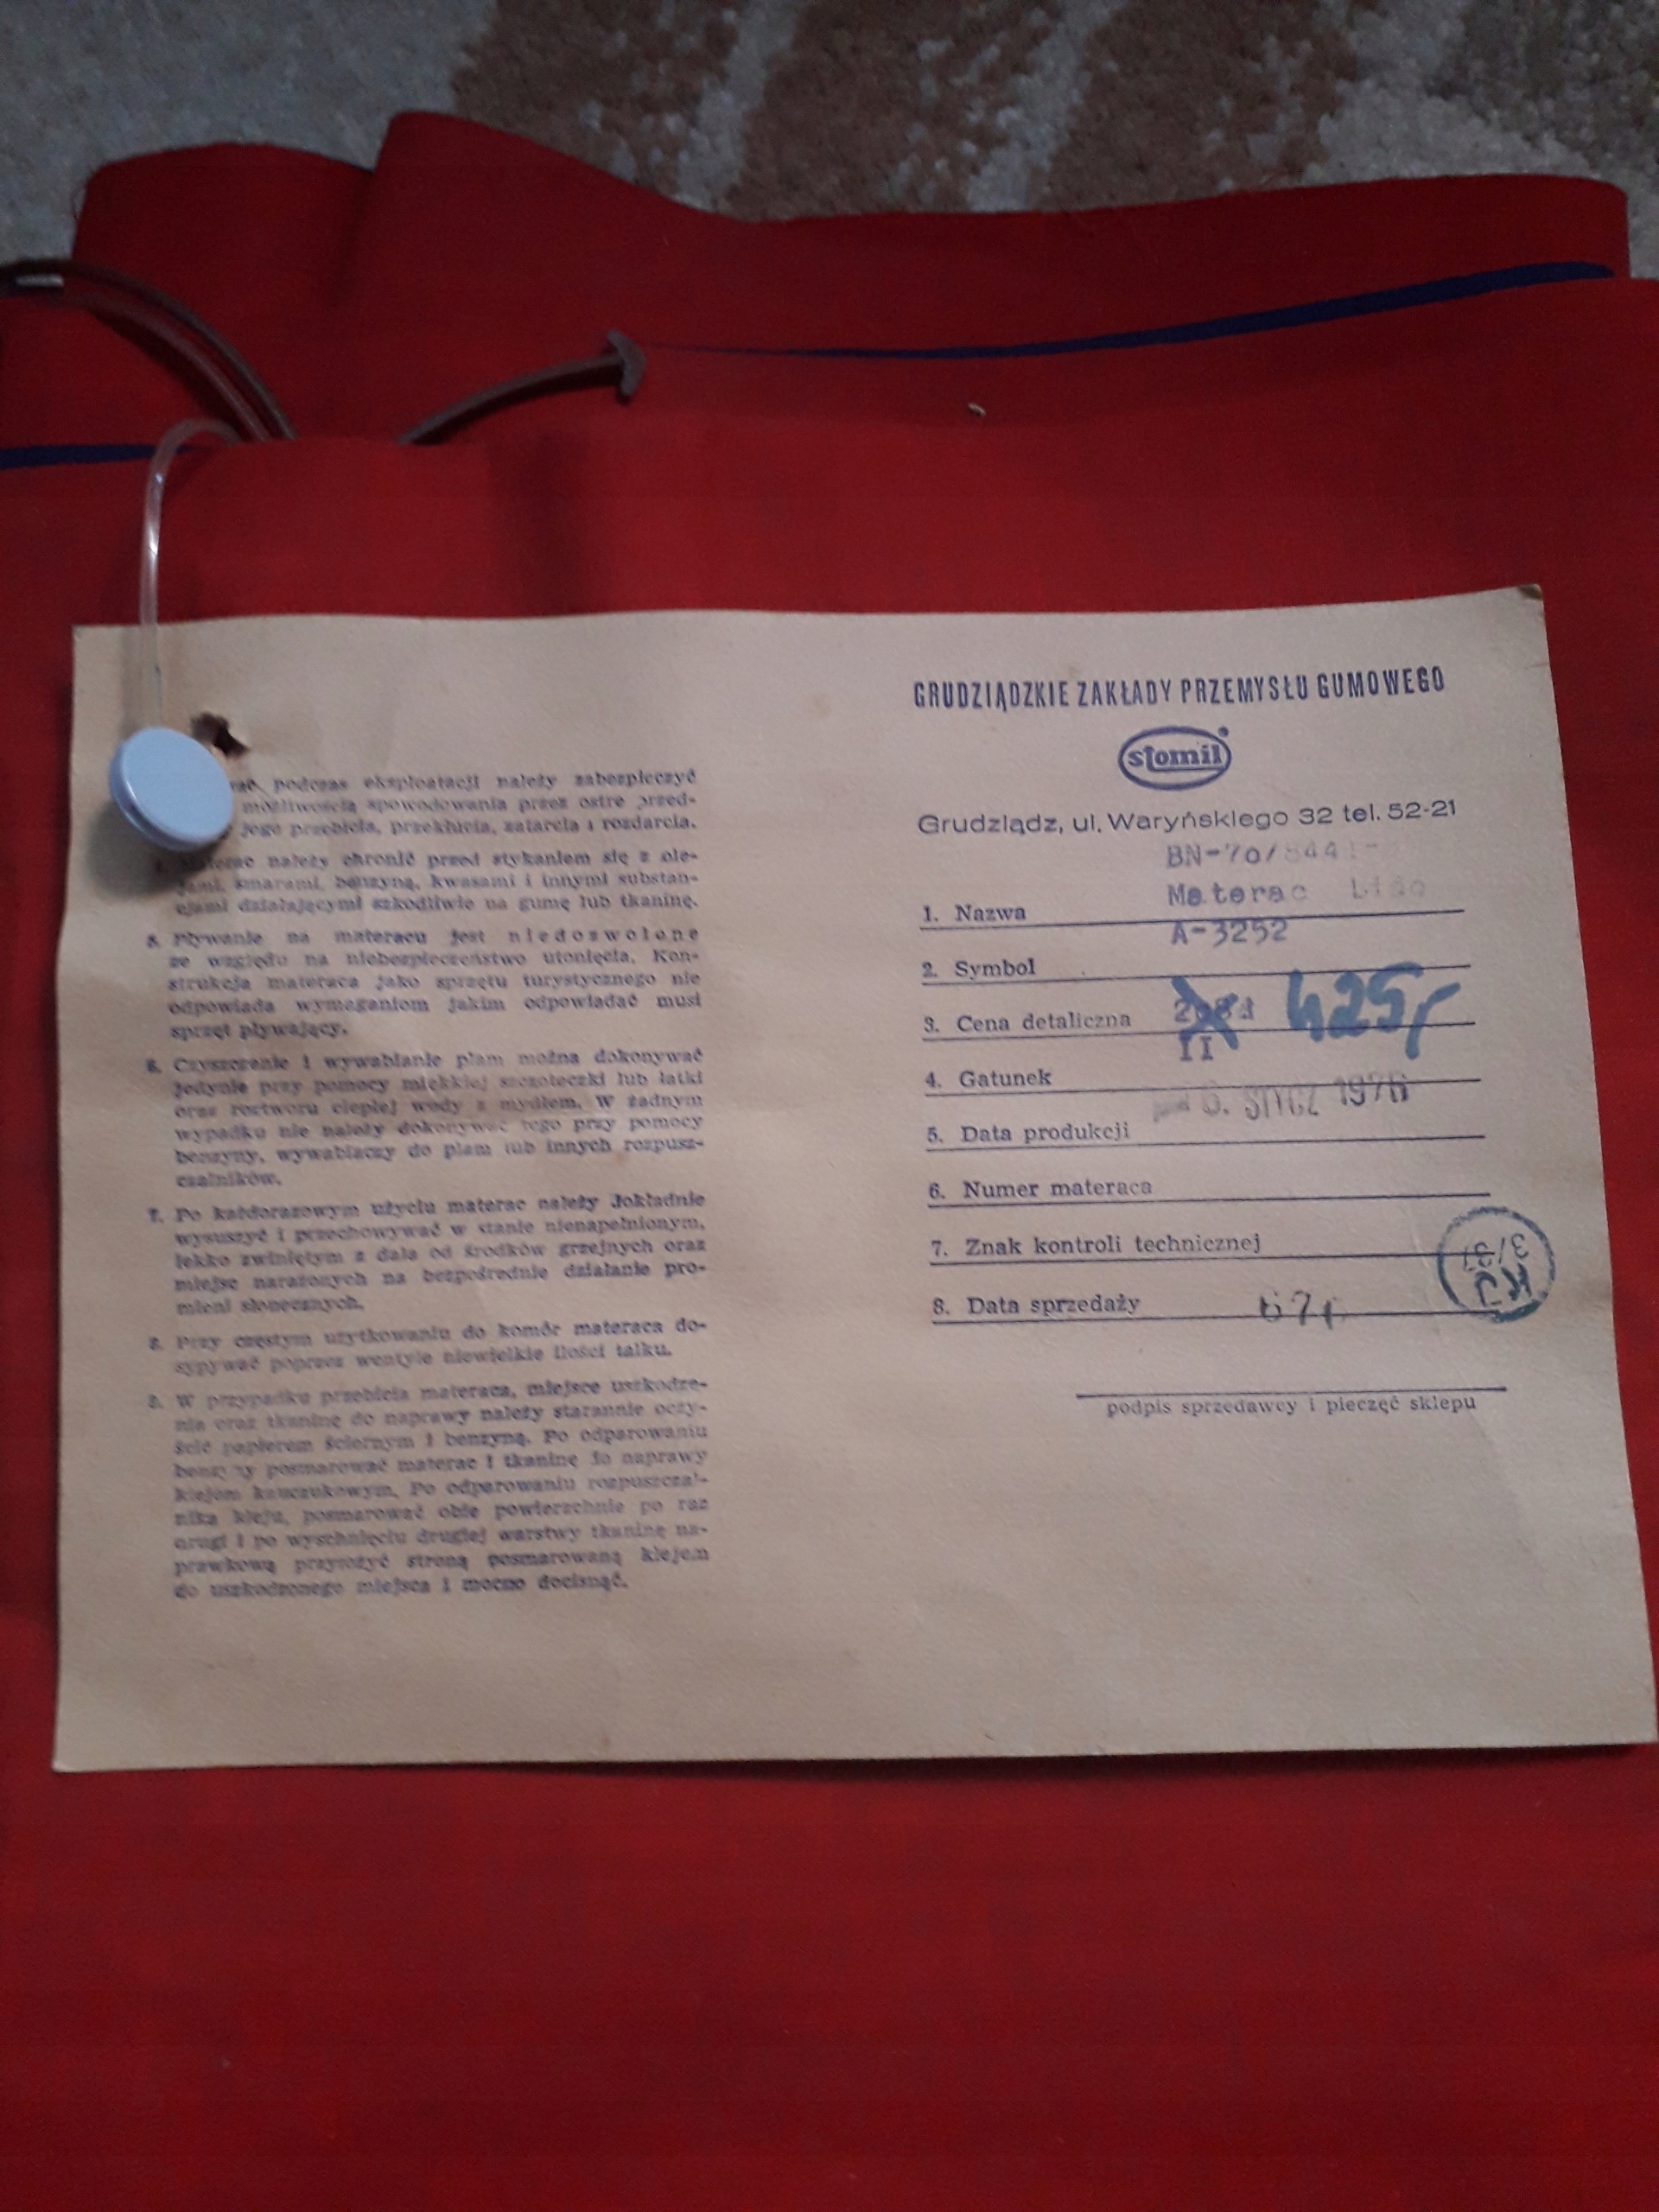 podczas eksploatacji należy zabezpieczyć
możliwością spowodowania przez ostre przed-
jego przebicia, przekłucia, zatarcia i rozdarcia.
Materac należy chronić przed stykaniem się z ole-
jami, smarami, benzyną, kwasami i innymi substan-
cjami działającymi szkodliwie na gumę lub tkaninę.
5. Pływanie na materacu jest niedozwolone
ze względu na niebezpieczeństwo utonięcia. Kon-
strukcja materaca jako sprzętu turystycznego nie
odpowiada wymaganiom jakim odpowiadać musi
sprzęt pływający.
6. Czyszczenie i wywabianie plam można dokonywać
jedynie przy pomocy miękkiej szczoteczki lub łatki
oraz roztworu ciepłej wody z mydłem. W żadnym
wypadku nie należy dokonywać tego przy pomocy
benzyny, wywabiaczy do plam lub innych rozpusz-
czalników.
7. Po każdorazowym użyciu materac należy dokładnie
wysuszyć i przechowywać w stanie nienapełnionym,
lekko zwiniętym z dala od środków grzejnych oraz
miejsc narażonych na bezpośrednie działanie pro-
mieni słonecznych.
8. Przy częstym użytkowaniu do komór materaca do-
sypywać poprzez wentyle niewielkie ilości talku.
9. W przypadku przebicia materaca, miejsce uszkodze-
nia oraz tkaninę do naprawy należy starannie oczy-
ścić papierem ściernym i benzyną. Po odparowaniu
benzyny posmarować materac i tkaninę do naprawy
klejem kauczukowym. Po odparowaniu rozpuszczal-
nika kleju, posmarować obie powierzchnie po raz
drugi i po wyschnięciu drugiej warstwy tkaninę na-
prawkową przyłożyć stroną posmarowaną klejem
do uszkodzonego miejsca i mocno docisnąć.
GRUDZIĄDZKIE ZAKŁADY PRZEMYSŁU GUMOWEGO
stomil
Grudziądz, ul. Waryńskiego 32 tel. 52-21
BN-70/
1. Nazwa Materac Lido
2. Symbol A-3252
3. Cena detaliczna 425,-
4. Gatunek II
5. Data produkcji 6. STYCZ 1976
6. Numer materaca
7. Znak kontroli technicznej
KJ
3/37
8. Data sprzedaży
podpis sprzedawcy i pieczęć sklepu